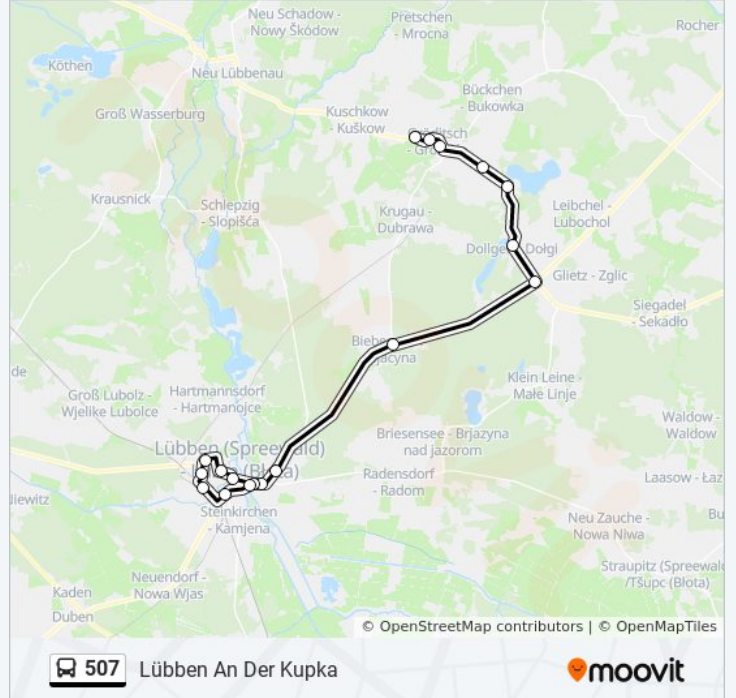 Neu Schadow -
Nowy Škódow
Pretschen
- Mrocna
Rocher
Köthen
Neu Lübbenau
Groß Wasserburg
Kuschkow
- Kuškow
Bückchen
- Bukowka
Krausnick
Schlepzig
- Slopišća
Krugau -
Dubrawa
Leibchel -
Lubochol
Dollgen - Dołgi
Glietz - Zglic
Siegadel
- Sekadło
de
Groß Lubolz -
Wjelike Lubolce
Hartmannsdorf
- Hartmanojce
Klein Leine -
Małe Linje
Waldow -
Waldow
Lübben (Spreewald)
(Błota)
Briesensee - Brjazyna
nad jazorom
Radensdorf
- Radom
Laasow - Łaz
Steinkirchen
- Kamjena
Neu Zauche -
Nowa Niwa
Bu
Straupitz (Spreewald
/Tšupc (Błota)
Neuendorf -
Nowa Wjas
Kaden
Duben
© OpenStreetMap contributors | © OpenMapTiles
507 Lübben An Der Kupka
moovit